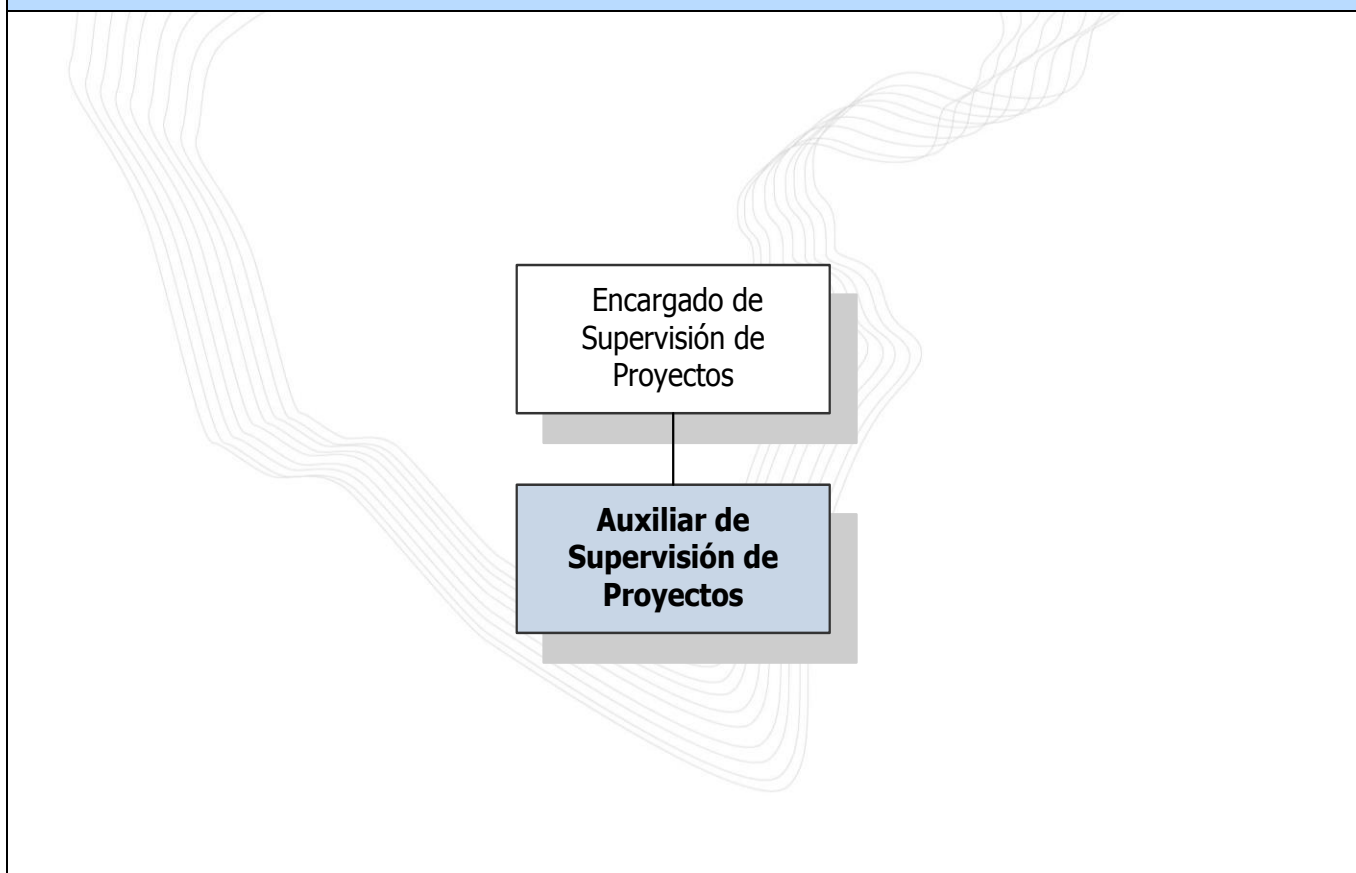 Encargado de
Supervisión de
Proyectos
Auxiliar de
Supervisión de
Proyectos